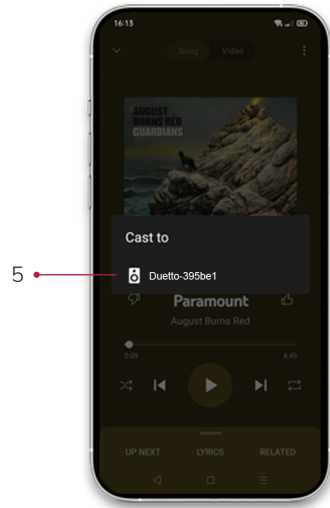 16:13
Song Video
AUGUST
BURNS RED
GUARDIANS
Cast to
5
Duetto-395be1
Paramount
August Burns Red
0:09 4:49
UP NEXT LYRICS RELATED